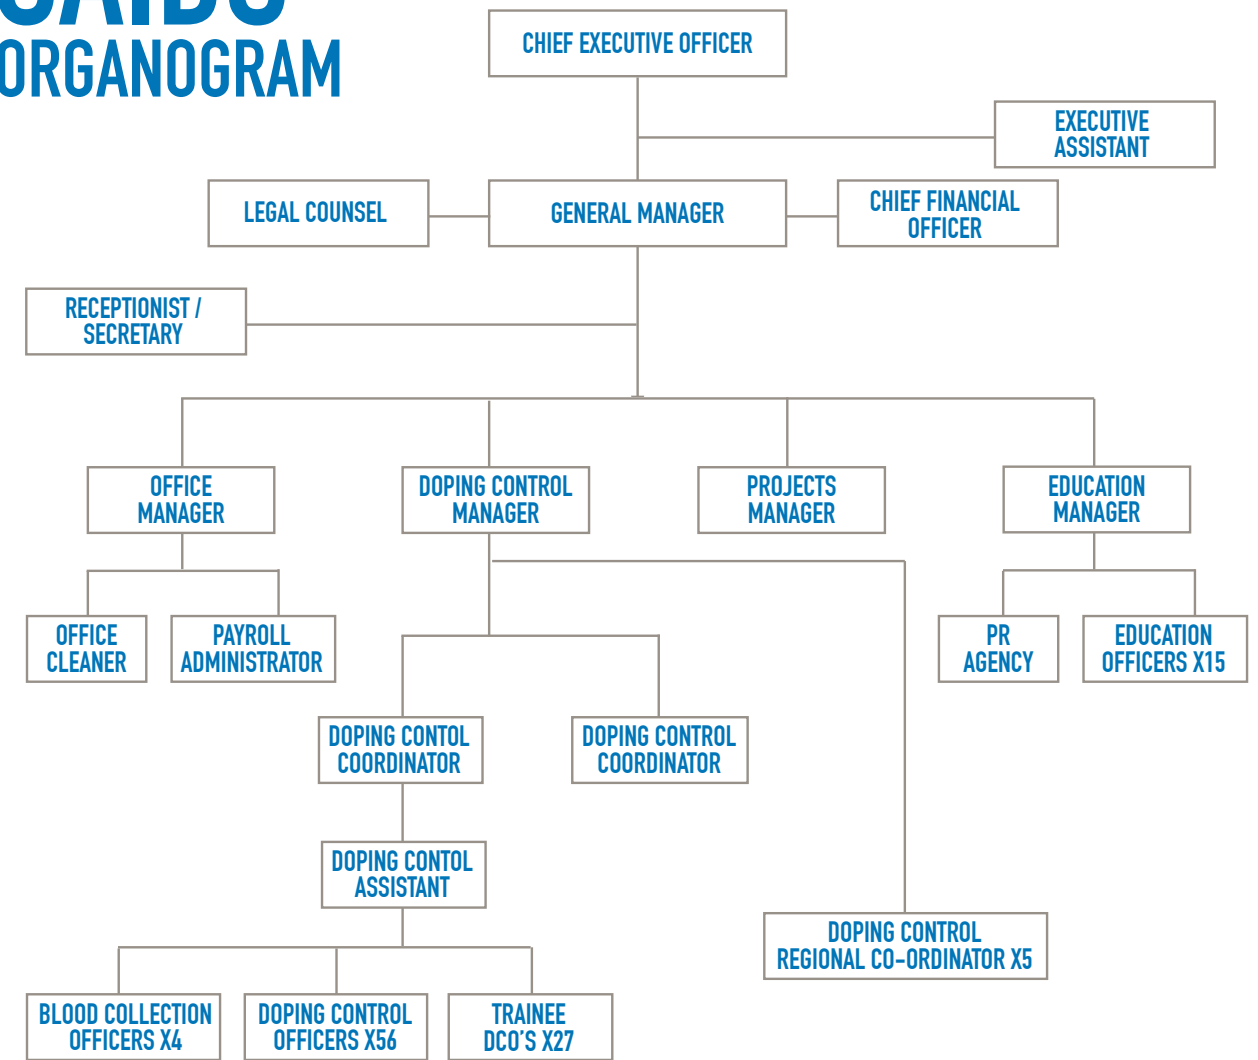 ORGANOGRAM
CHIEF EXECUTIVE OFFICER
EXECUTIVE
ASSISTANT
LEGAL COUNSEL
GENERAL MANAGER
CHIEF FINANCIAL
OFFICER
RECEPTIONIST /
SECRETARY
OFFICE
MANAGER
DOPING CONTROL
MANAGER
PROJECTS
MANAGER
EDUCATION
MANAGER
OFFICE
CLEANER
PAYROLL
ADMINISTRATOR
PR
AGENCY
EDUCATION
OFFICERS X15
DOPING CONTOL
COORDINATOR
DOPING CONTROL
COORDINATOR
DOPING CONTOL
ASSISTANT
DOPING CONTROL
REGIONAL CO-ORDINATOR X5
BLOOD COLLECTION
OFFICERS X4
DOPING CONTROL
OFFICERS X56
TRAINEE
DCO'S X27